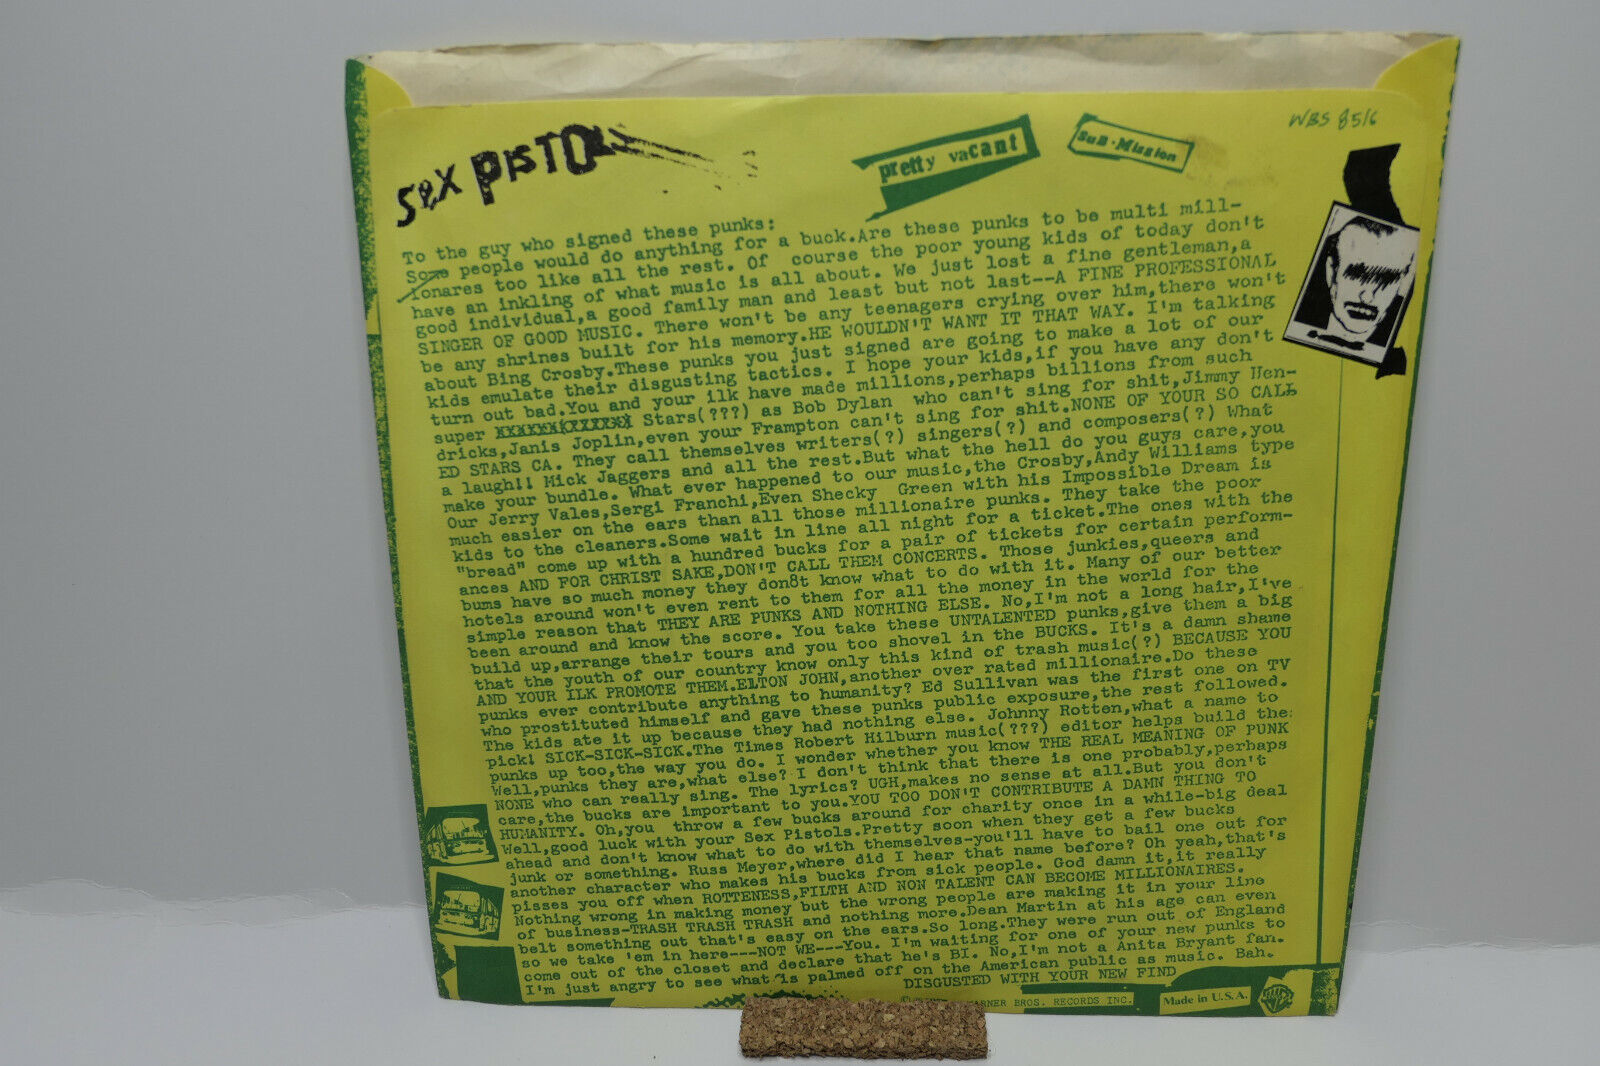 WBS 8516
SEX PISTOLS
pretty vacant
Sub·Mission
To the guy who signed these punks:
Some people would do anything for a buck.Are these punks to be multi mill-
ionares too like all the rest. Of course the poor young kids of today don't
have an inkling of what music is all about. We just lost a fine gentleman,a
good individual,a good family man and least but not last--A FINE PROFESSIONAL
SINGER OF GOOD MUSIC. There won't be any teenagers crying over him,there won't
be any shrines built for his memory.HE WOULDN'T WANT IT THAT WAY. I'm talking
about Bing Crosby.These punks you just signed are going to make a lot of our
kids emulate their disgusting tactics. I hope your kids,if you have any don't
turn out bad.You and your ilk have made millions,perhaps billions from such
super Stars(???) as Bob Dylan who can't sing for shit,Jimmy Hen-
dricks,Janis Joplin,even your Frampton can't sing for shit.NONE OF YOUR SO CALL
ED STARS CA. They call themselves writers(?) singers(?) and composers(?) What
a laugh!! Mick Jaggers and all the rest.But what the hell do you guys care,you
make your bundle. What ever happened to our music,the Crosby,Andy Williams type
Our Jerry Vales,Sergi Franchi,Even Shecky Green with his Impossible Dream is
much easier on the ears than all those millionaire punks. They take the poor
kids to the cleaners.Some wait in line all night for a ticket.The ones with the
"bread" come up with a hundred bucks for a pair of tickets for certain perform-
ances AND FOR CHRIST SAKE,DON'T CALL THEM CONCERTS. Those junkies,queers and
bums have so much money they don8t know what to do with it. Many of our better
hotels around won't even rent to them for all the money in the world for the
simple reason that THEY ARE PUNKS AND NOTHING ELSE. No,I'm not a long hair,I've
been around and know the score. You take these UNTALENTED punks,give them a big
build up,arrange their tours and you too shovel in the BUCKS. It's a damn shame
that the youth of our country know only this kind of trash music(?) BECAUSE YOU
AND YOUR ILK PROMOTE THEM.ELTON JOHN,another over rated millionaire.Do these
punks ever contribute anything to humanity? Ed Sullivan was the first one on TV
who prostituted himself and gave these punks public exposure,the rest followed.
The kids ate it up because they had nothing else. Johnny Rotten,what a name to
pick! SICK-SICK-SICK.The Times Robert Hilburn music(???) editor helps build the
punks up too,the way you do. I wonder whether you know THE REAL MEANING OF PUNK
Well,punks they are,what else? I don't think that there is one probably,perhaps
NONE who can really sing. The lyrics? UGH,makes no sense at all.But you don't
care,the bucks are important to you.YOU TOO DON'T CONTRIBUTE A DAMN THING TO
HUMANITY. Oh,you throw a few bucks around for charity once in a while-big deal
Well,good luck with your Sex Pistols.Pretty soon when they get a few bucks
ahead and don't know what to do with themselves-you'll have to bail one out for
junk or something. Russ Meyer,where did I hear that name before? Oh yeah,that's
another character who makes his bucks from sick people. God damn it,it really
pisses you off when ROTTENESS,FILTH AND NON TALENT CAN BECOME MILLIONAIRES.
Nothing wrong in making money but the wrong people are making it in your line
of business-TRASH TRASH TRASH and nothing more.Dean Martin at his age can even
belt something out that's easy on the ears.So long.They were run out of England
so we take 'em in here---NOT WE---You. I'm waiting for one of your new punks to
come out of the closet and declare that he's BI. No,I'm not a Anita Bryant fan.
I'm just angry to see what is palmed off on the American public as music. Bah.
DISGUSTED WITH YOUR NEW FIND
WARNER BROS. RECORDS INC.
Made in U.S.A.